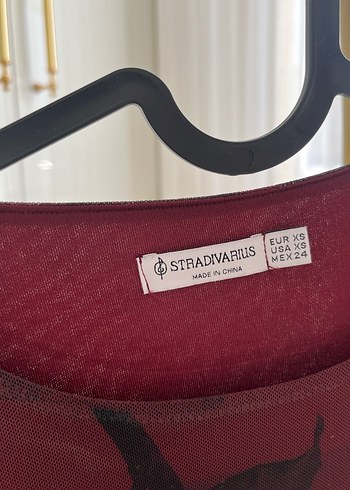 STRADIVARIUS
MADE IN CHINA
EUR XS
USA XS
MEX 24